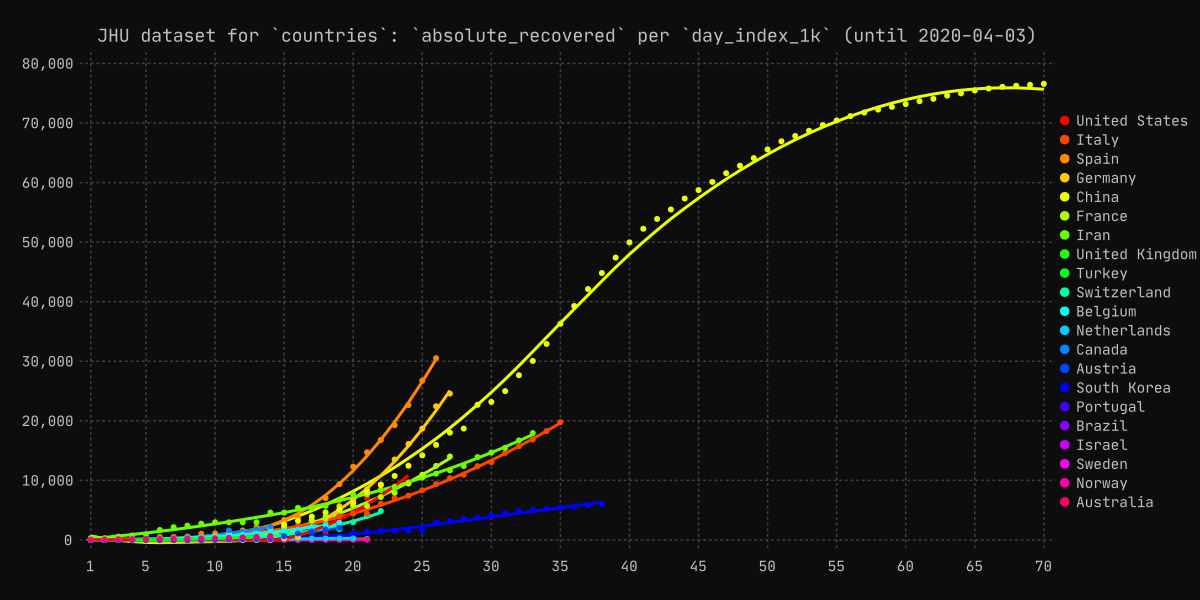 JHU dataset for `countries`: `absolute_recovered` per `day_index_1k` (until 2020-04-03)
80,000
70,000
60,000
50,000
40,000
30,000
20,000
10,000
0
1 5 10 15 20 25 30 35 40 45 50 55 60 65 70
United States
Italy
Spain
Germany
China
France
Iran
United Kingdom
Turkey
Switzerland
Belgium
Netherlands
Canada
Austria
South Korea
Portugal
Brazil
Israel
Sweden
Norway
Australia